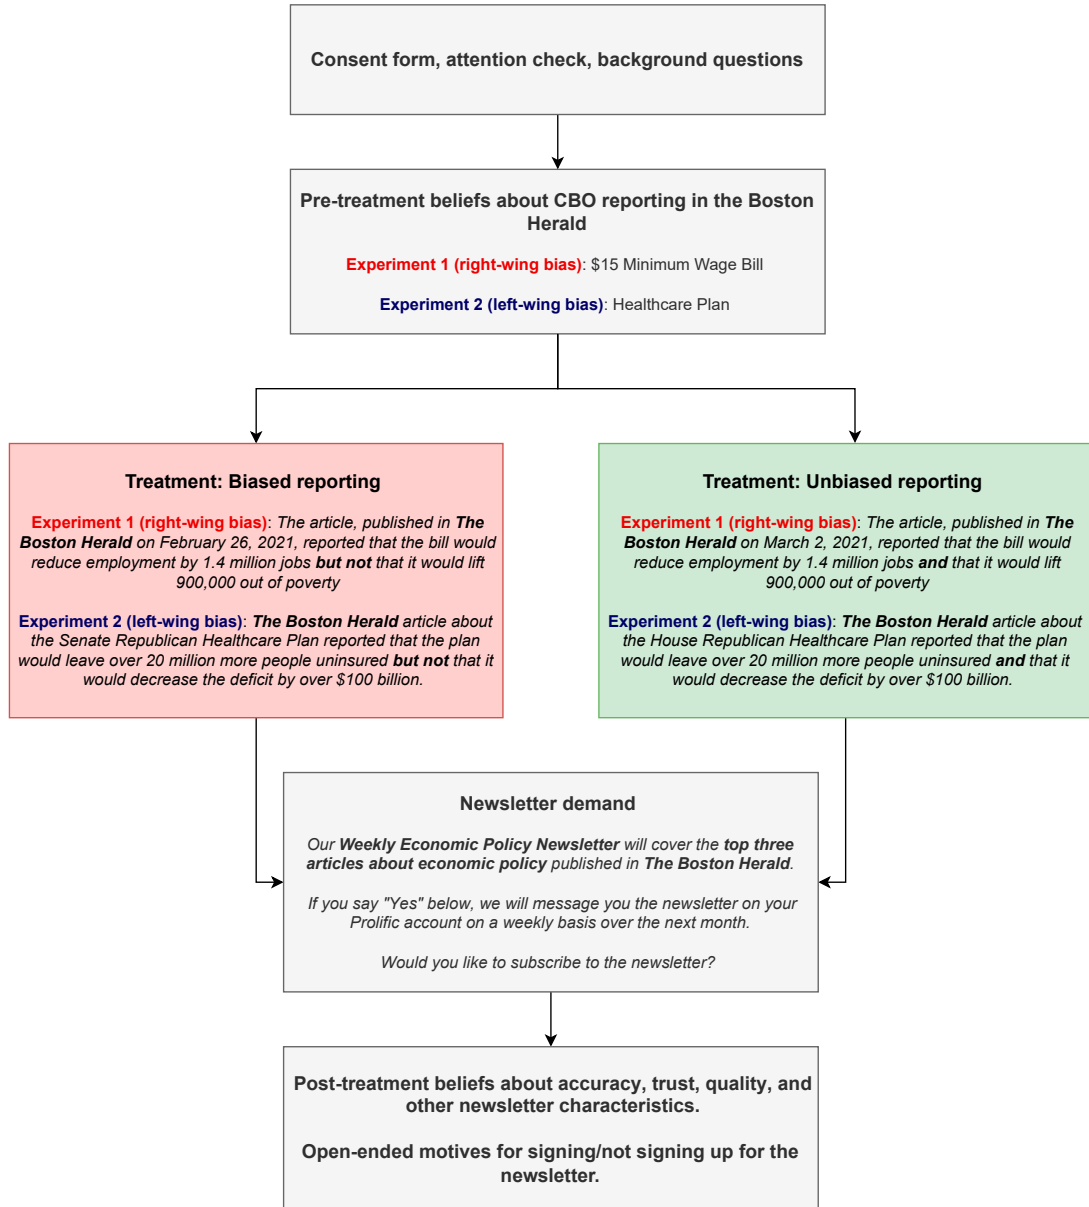 Consent form, attention check, background questions
Pre-treatment beliefs about CBO reporting in the Boston
Herald
Experiment 1 (right-wing bias): $15 Minimum Wage Bill
Experiment 2 (left-wing bias): Healthcare Plan
Treatment: Biased reporting
Experiment 1 (right-wing bias): The article, published in The
Boston Herald on February 26, 2021, reported that the bill would
reduce employment by 1.4 million jobs but not that it would lift
900,000 out of poverty
Experiment 2 (left-wing bias): The Boston Herald article about
the Senate Republican Healthcare Plan reported that the plan
would leave over 20 million more people uninsured but not that it
would decrease the deficit by over $100 billion.
Treatment: Unbiased reporting
Experiment 1 (right-wing bias): The article, published in The
Boston Herald on March 2, 2021, reported that the bill would
reduce employment by 1.4 million jobs and that it would lift
900,000 out of poverty
Experiment 2 (left-wing bias): The Boston Herald article about
the House Republican Healthcare Plan reported that the plan
would leave over 20 million more people uninsured and that it
would decrease the deficit by over $100 billion.
Newsletter demand
Our Weekly Economic Policy Newsletter will cover the top three
articles about economic policy published in The Boston Herald.
If you say "Yes" below, we will message you the newsletter on your
Prolific account on a weekly basis over the next month.
Would you like to subscribe to the newsletter?
Post-treatment beliefs about accuracy, trust, quality, and
other newsletter characteristics.
Open-ended motives for signing/not signing up for the
newsletter.